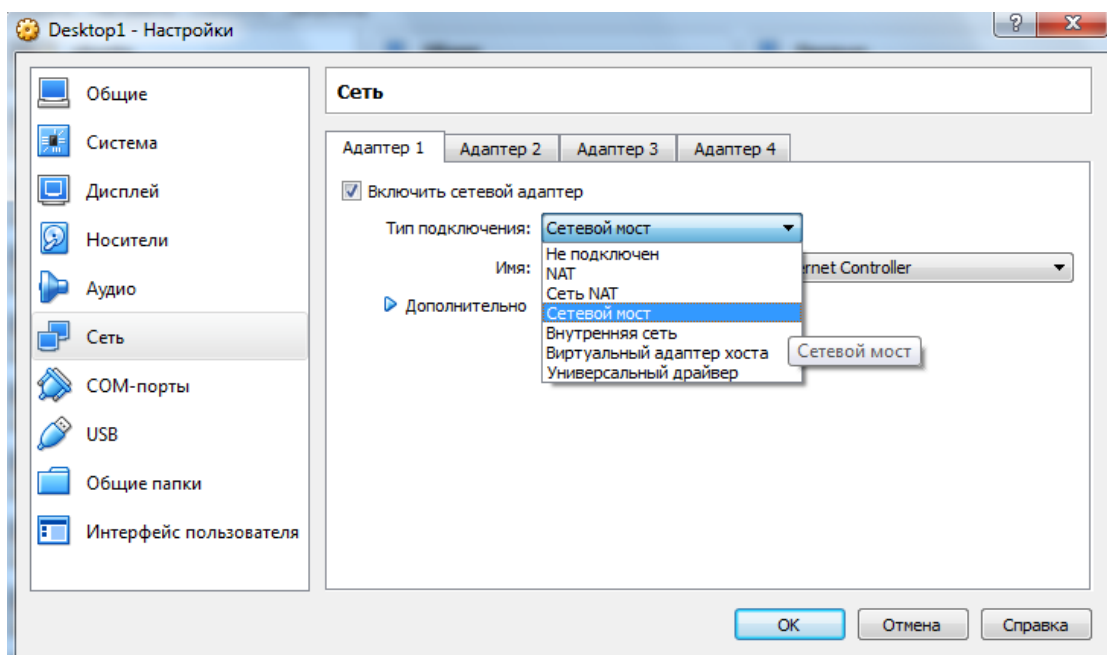 Desktop1 - Настройки
?
X
Общие
Система
Дисплей
Носители
Аудио
Сеть
COM-порты
USB
Общие папки
Интерфейс пользователя
Сеть
Адаптер 1 Адаптер 2 Адаптер 3 Адаптер 4
Включить сетевой адаптер
Тип подключения: Сетевой мост
Имя: rnet Controller
Не подключен
NAT
Сеть NAT
Сетевой мост
Внутренняя сеть
Виртуальный адаптер хоста
Универсальный драйвер
Сетевой мост
Дополнительно
OK Отмена Справка